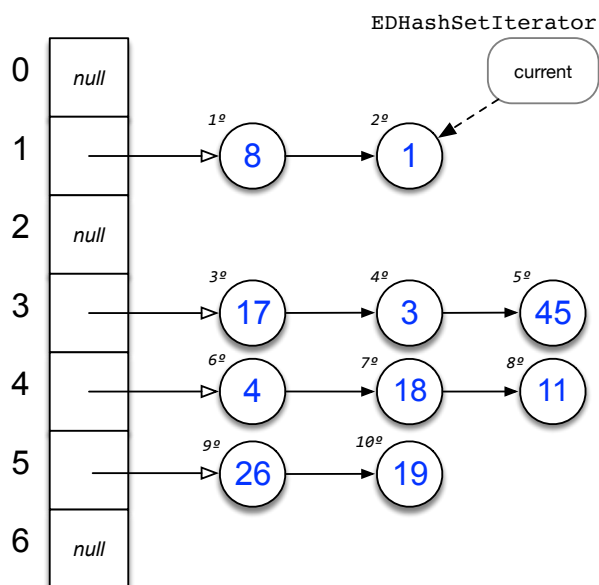 EDHashSetIterator
current
0 null
1º 2º
1 8 1
2 null
3º 4º 5º
3 17 3 45
6º 7º 8º
4 4 18 11
9º 10º
5 26 19
6 null